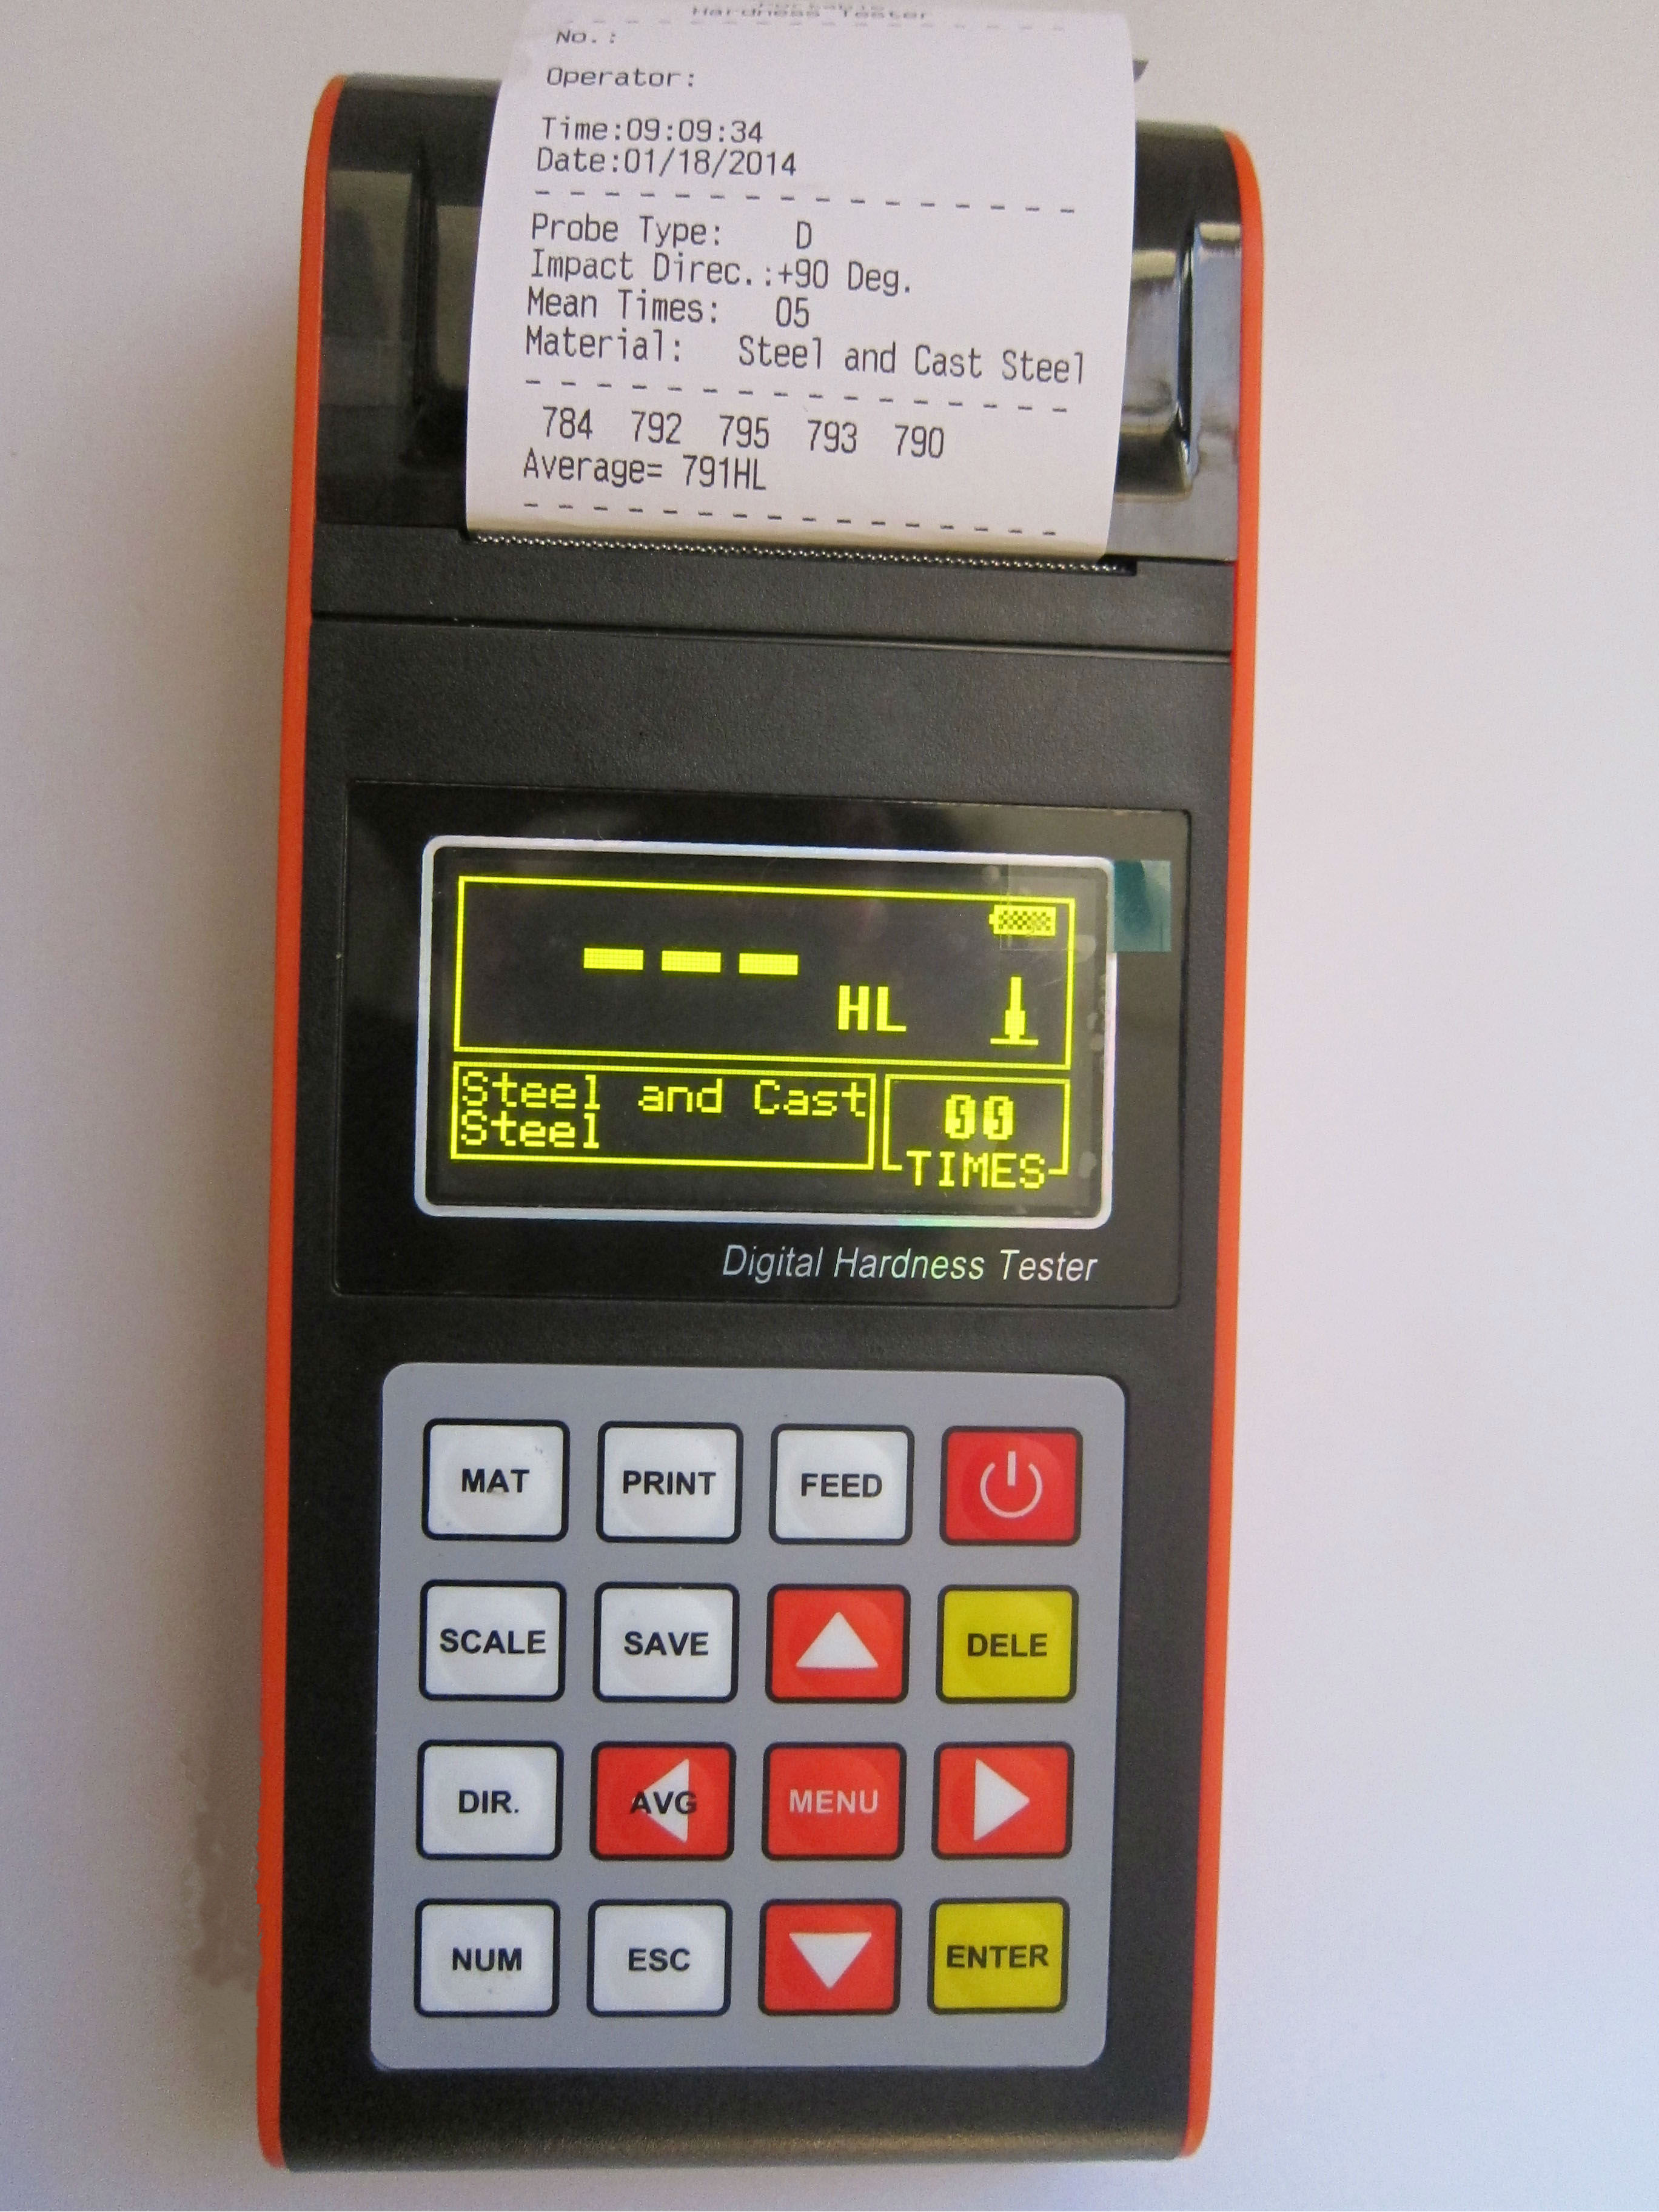 Hardness Tester
No.:
Operator:
Time:09:09:34
Date:01/18/2014
Probe Type: D
Impact Direc.:+90 Deg.
Mean Times: 05
Material: Steel and Cast Steel
784 792 795 793 790
Average= 791HL
--- HL
Steel and Cast
Steel
00
TIMES
Digital Hardness Tester
MAT PRINT FEED
SCALE SAVE DELE
DIR. AVG MENU
NUM ESC ENTER